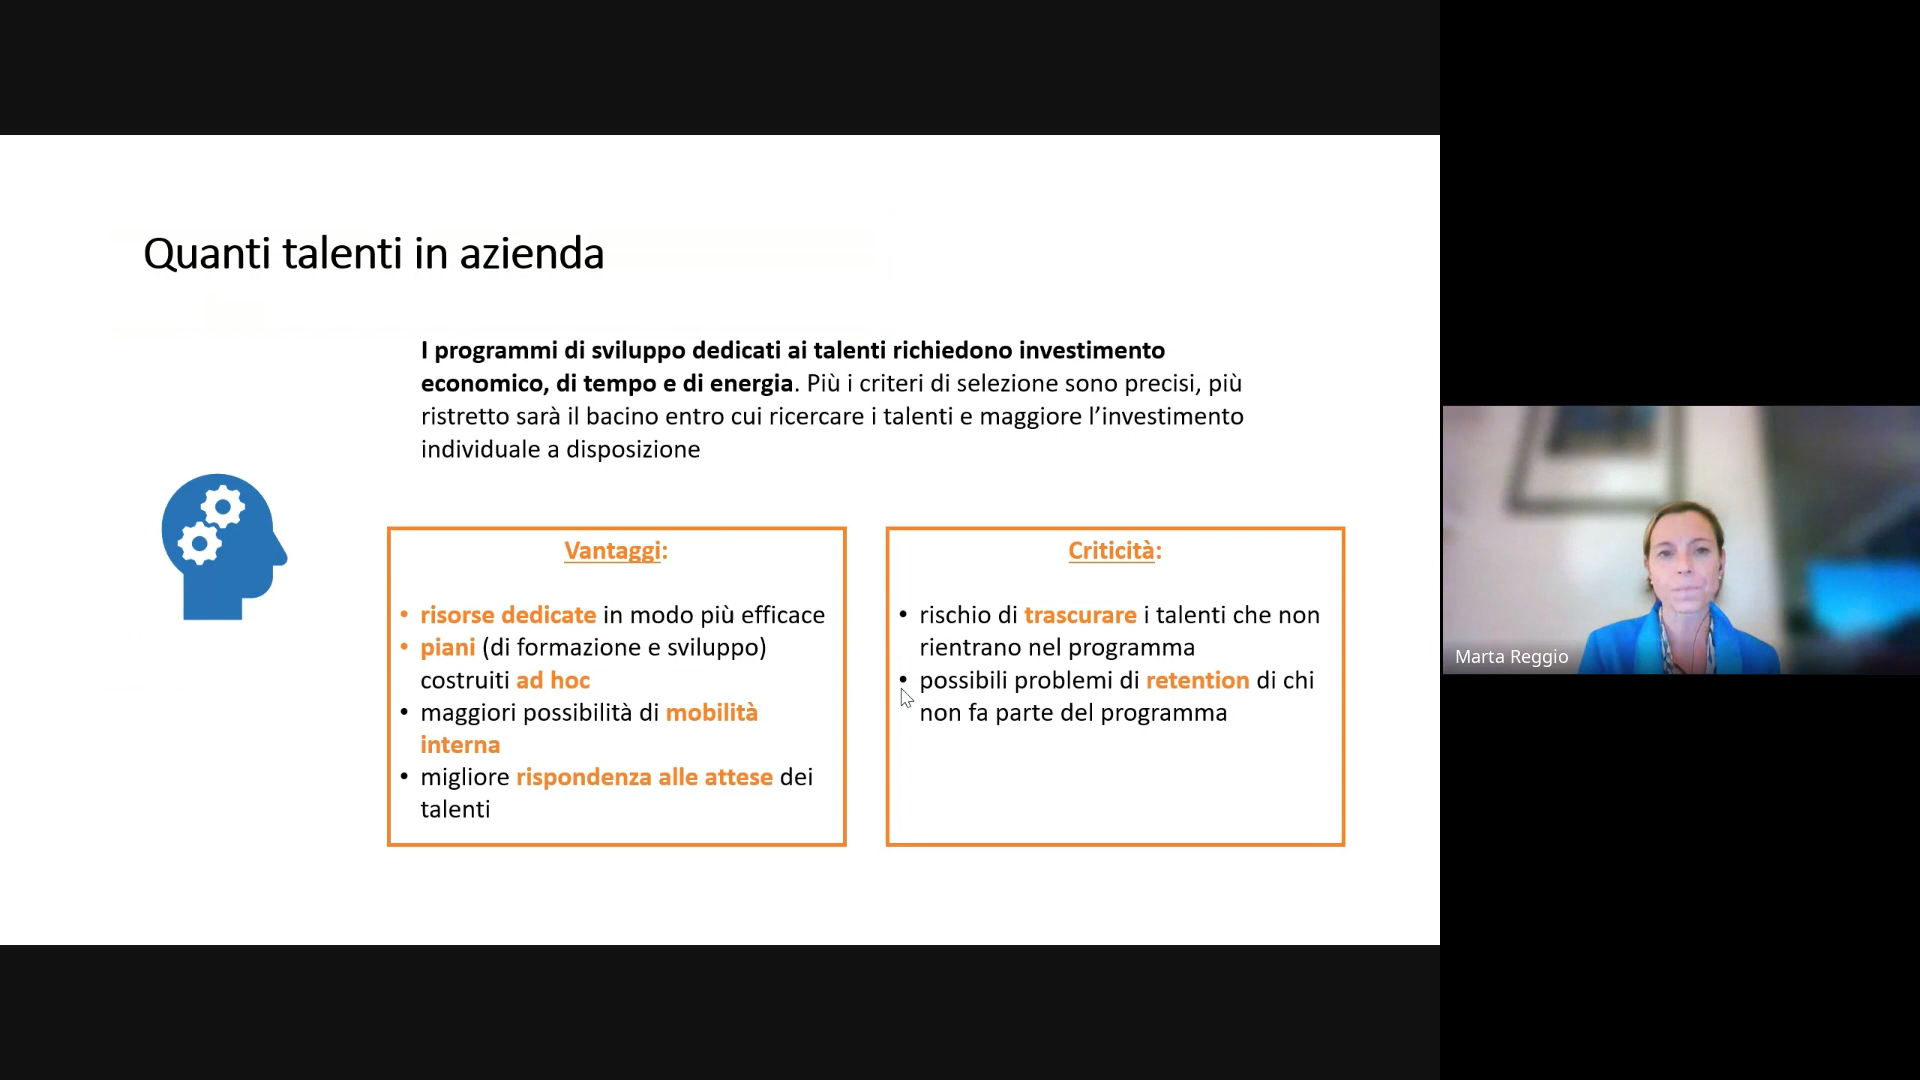 Quanti talenti in azienda
I programmi di sviluppo dedicati ai talenti richiedono investimento
economico, di tempo e di energia. Più i criteri di selezione sono precisi, più
ristretto sarà il bacino entro cui ricercare i talenti e maggiore l’investimento
individuale a disposizione
Vantaggi:
• risorse dedicate in modo più efficace
• piani (di formazione e sviluppo)
costruiti ad hoc
• maggiori possibilità di mobilità
interna
• migliore rispondenza alle attese dei
talenti
Criticità:
• rischio di trascurare i talenti che non
rientrano nel programma
• possibili problemi di retention di chi
non fa parte del programma
Marta Reggio